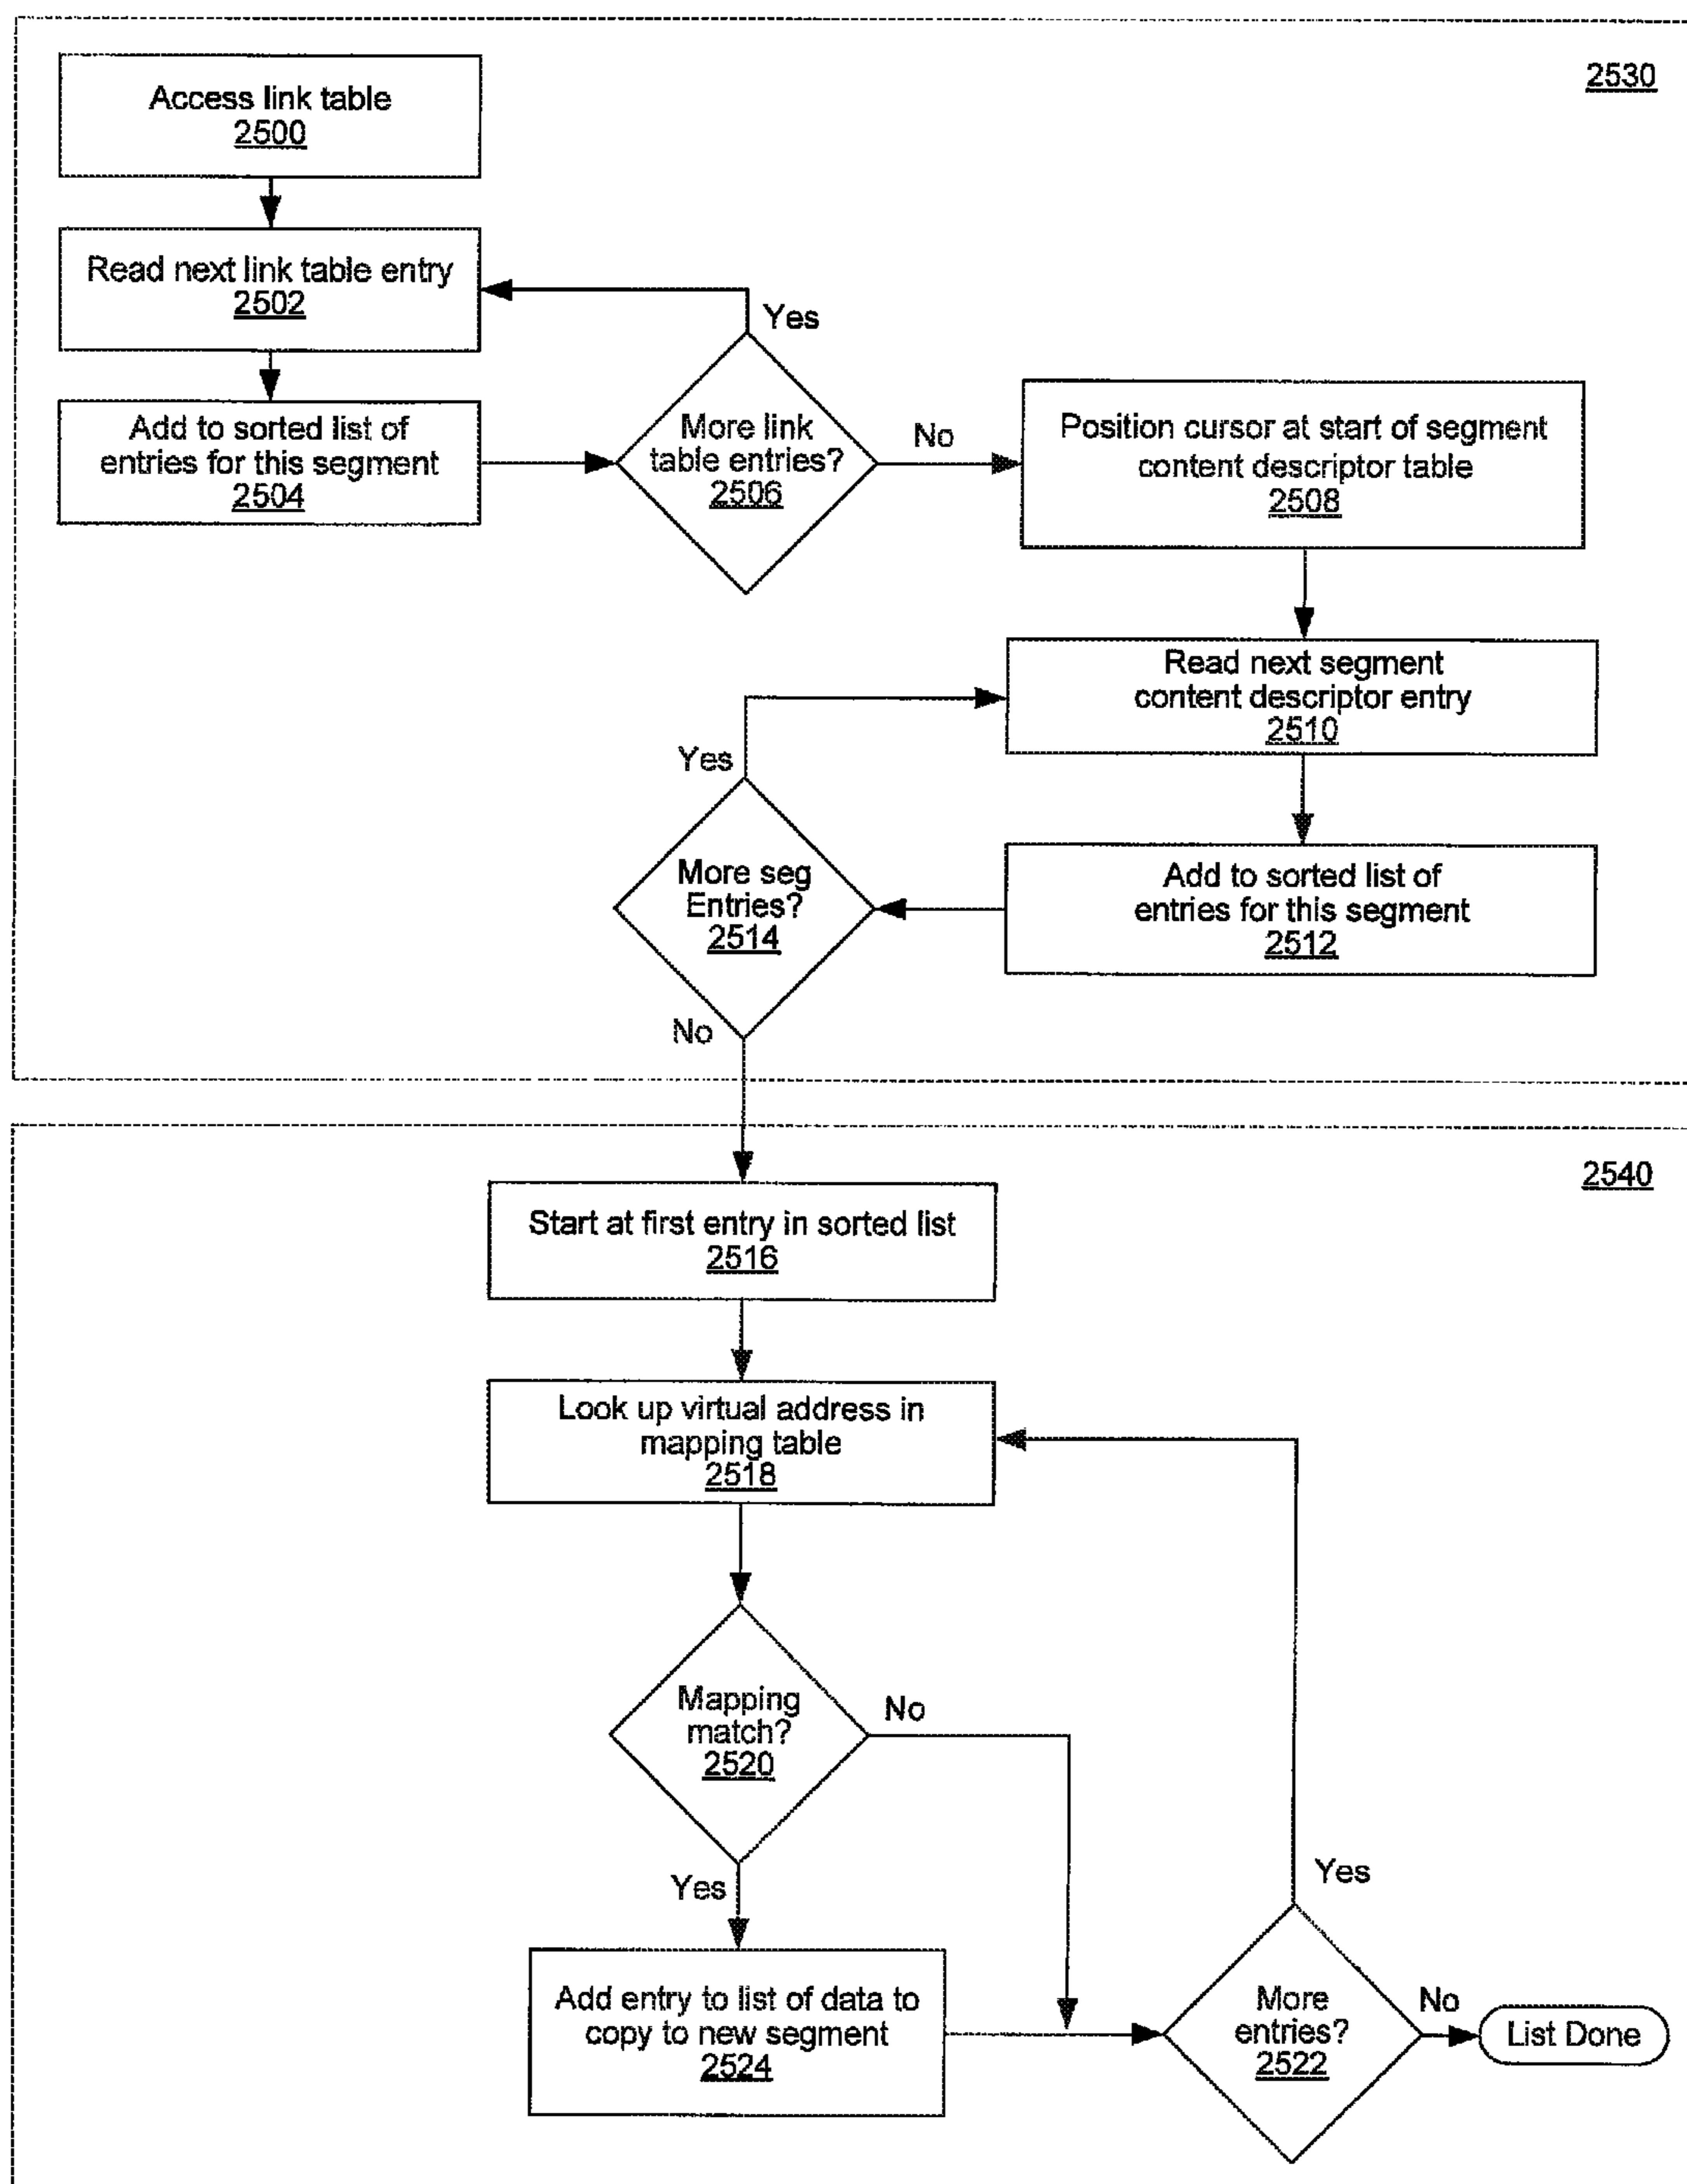 2530
Access link table
2500
Read next link table entry
2502
Yes
Add to sorted list of
entries for this segment
2504
More link
table entries?
2506
No
Position cursor at start of segment
content descriptor table
2508
Read next segment
content descriptor entry
2510
Yes
More seg
Entries?
2514
Add to sorted list of
entries for this segment
2512
No
2540
Start at first entry in sorted list
2516
Look up virtual address in
mapping table
2518
Mapping
match?
2520
No
Yes
Yes
Add entry to list of data to
copy to new segment
2524
More
entries?
2522
No
List Done